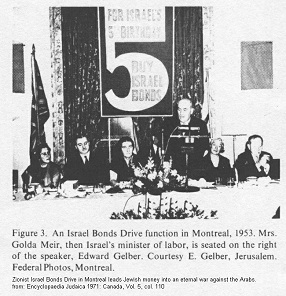 FOR ISRAEL'S
5 BIRTHDAY
5
BUY
ISRAEL
BONDS
Figure 3. An Israel Bonds Drive function in Montreal, 1953. Mrs.
Golda Meir, then Israel's minister of labor, is seated on the right
of the speaker, Edward Gelber. Courtesy E. Gelber, Jerusalem.
Federal Photos, Montreal.
Zionist Israel Bonds Drive in Montreal leads Jewish money into an eternal war against the Arabs.
from: Encyclopaedia Judaica 1971: Canada, Vol. 5, col. 110